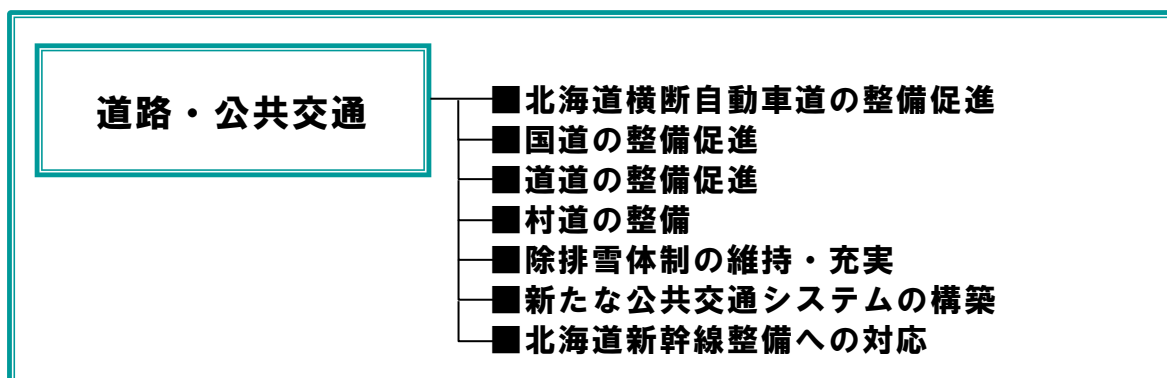 道路・公共交通
■北海道横断自動車道の整備促進
■国道の整備促進
■道道の整備促進
■村道の整備
■除排雪体制の維持・充実
■新たな公共交通システムの構築
■北海道新幹線整備への対応